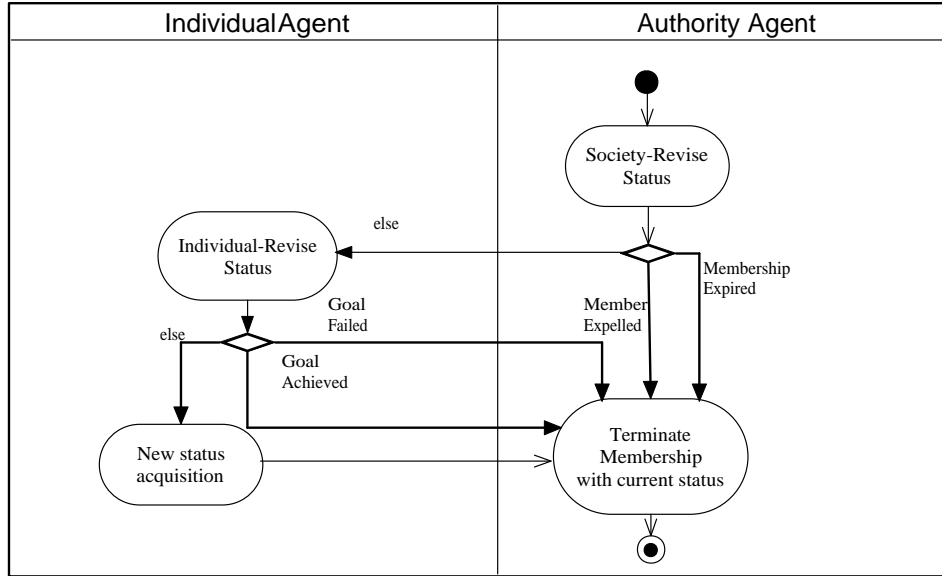 IndividualAgent
Authority Agent
Society-Revise
Status
else
Individual-Revise
Status
Membership
Expired
Member
Expelled
Goal
Failed
else
Goal
Achieved
Terminate
Membership
with current status
New status
acquisition